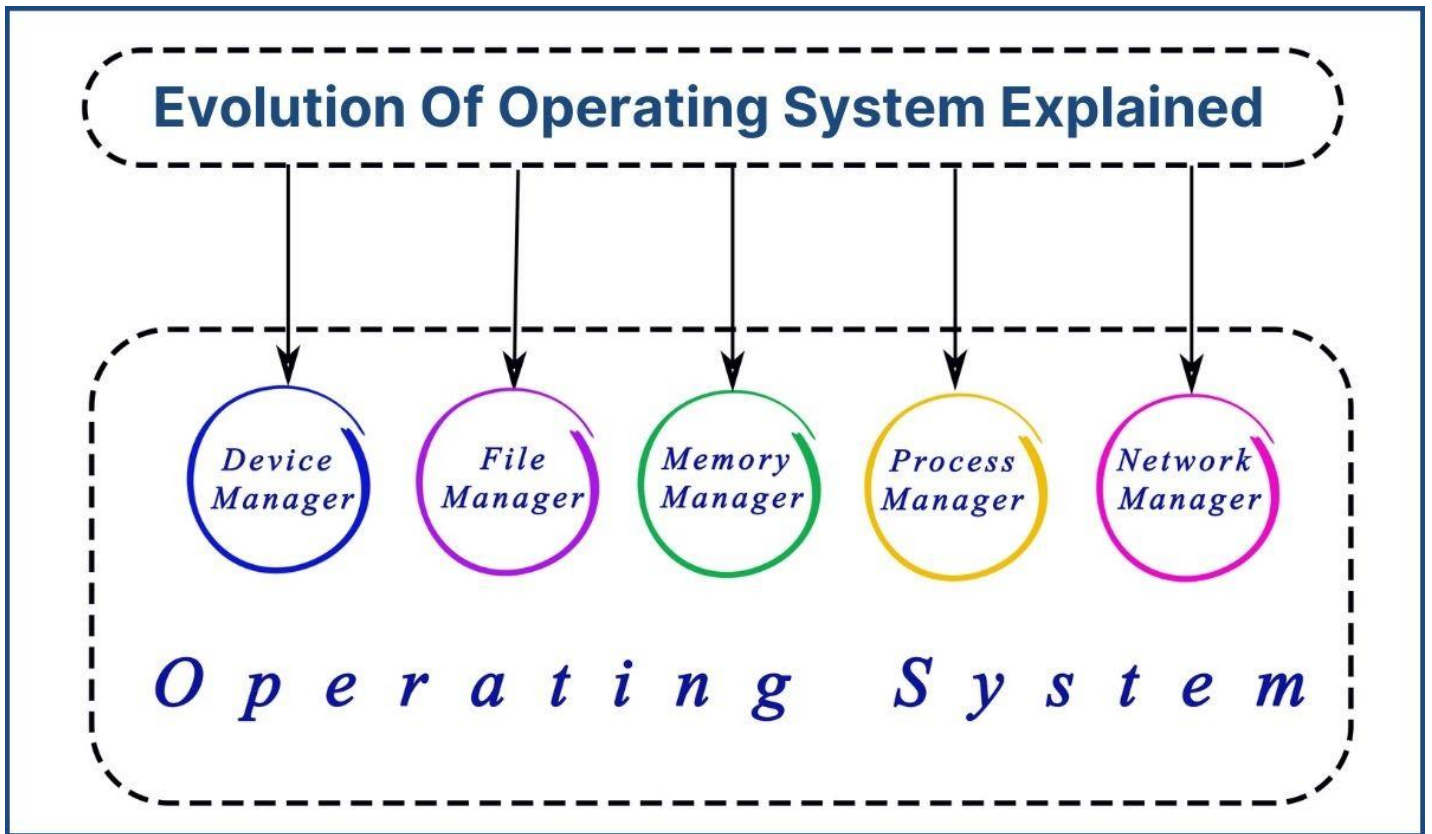 Evolution Of Operating System Explained
Device
Manager
File
Manager
Memory
Manager
Process
Manager
Network
Manager
Operating System